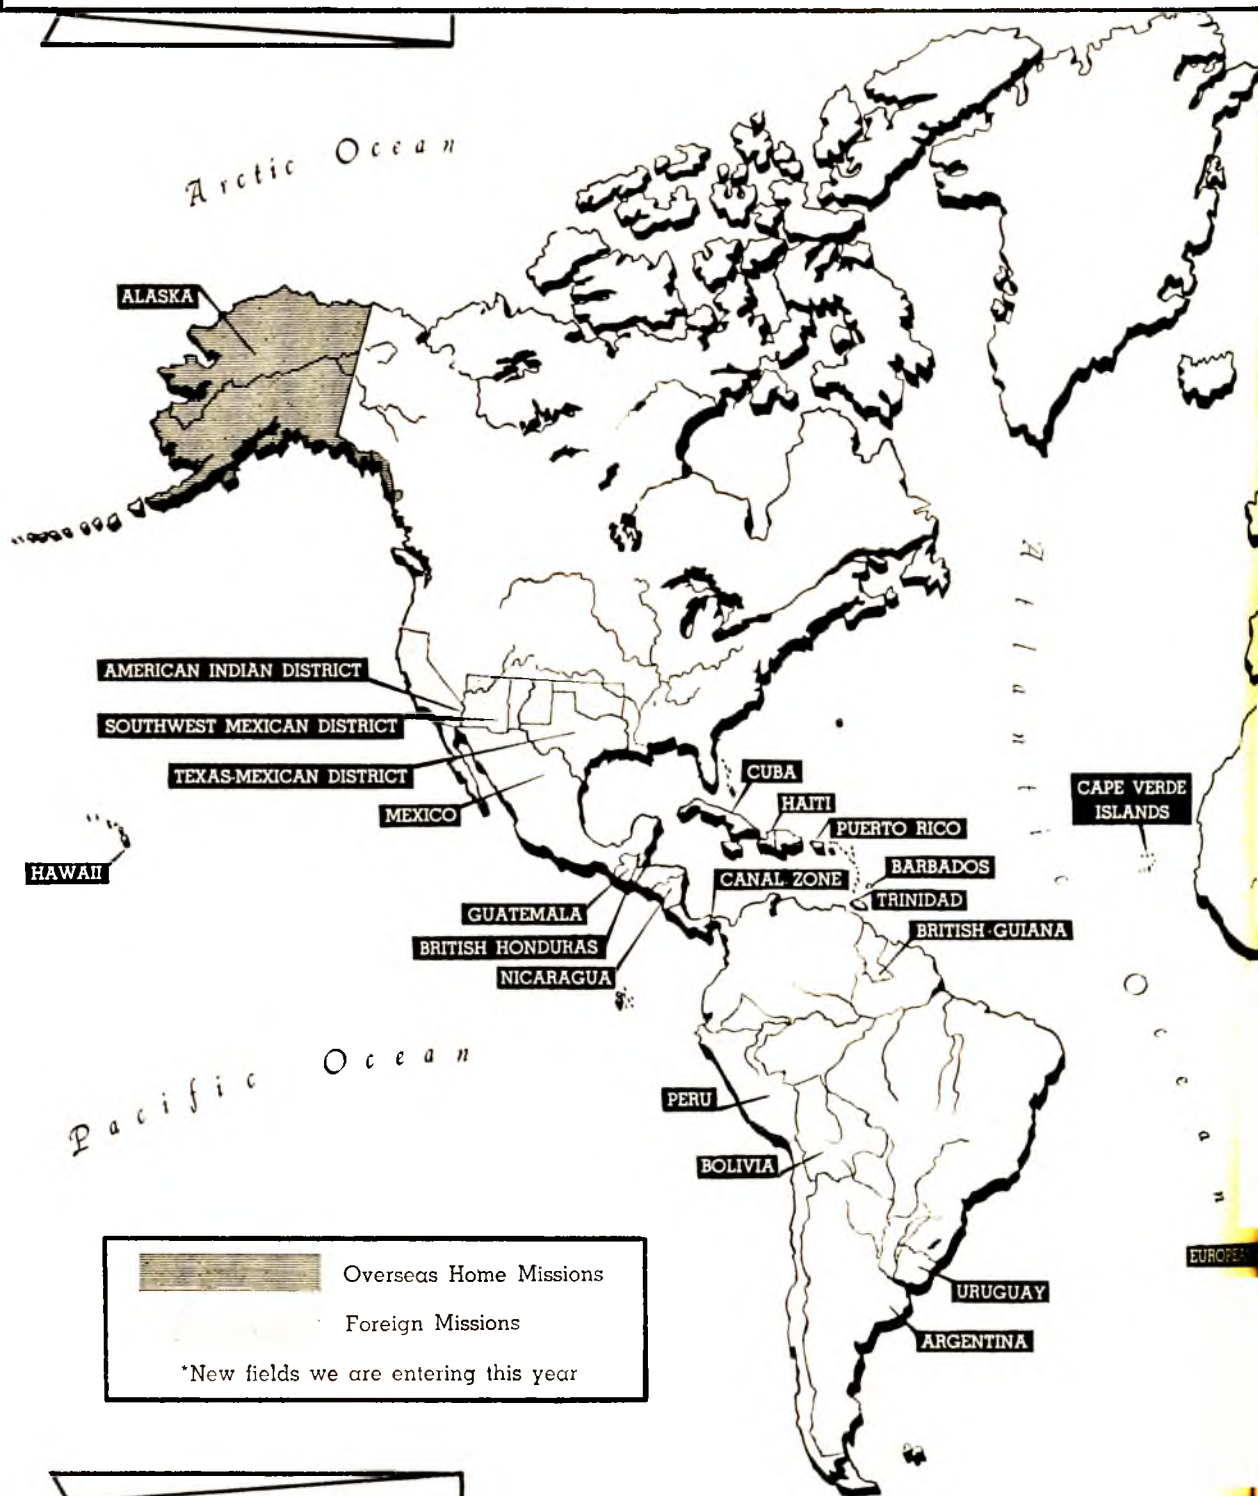 Arctic Ocean
ALASKA
Atlantic Ocean
AMERICAN INDIAN DISTRICT
SOUTHWEST MEXICAN DISTRICT
TEXAS-MEXICAN DISTRICT
MEXICO
HAWAII
CUBA
HAITI
PUERTO RICO
CAPE VERDE
ISLANDS
BARBADOS
CANAL ZONE
TRINIDAD
GUATEMALA
BRITISH GUIANA
BRITISH HONDURAS
NICARAGUA
Pacific Ocean
PERU
BOLIVIA
URUGUAY
ARGENTINA
Overseas Home Missions
Foreign Missions
*New fields we are entering this year